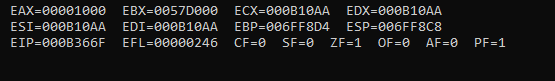 EAX=00001000 EBX=0057D000 ECX=000B10AA EDX=000B10AA
ESI=000B10AA EDI=000B10AA EBP=006FF8D4 ESP=006FF8C8
EIP=000B366F EFL=00000246 CF=0 SF=0 ZF=1 OF=0 AF=0 PF=1